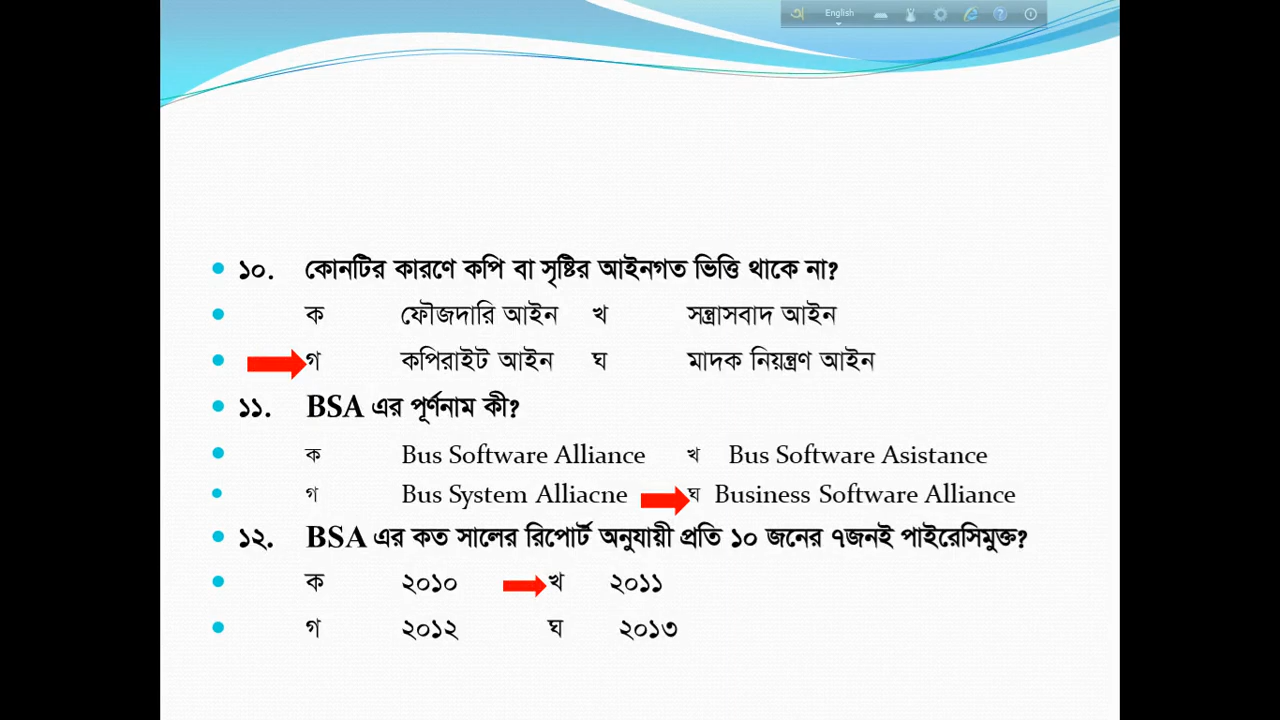 অ English
১০. কোনটির কারণে কপি বা সৃষ্টির আইনগত ভিত্তি থাকে না?
ক ফৌজদারি আইন খ সন্ত্রাসবাদ আইন
গ কপিরাইট আইন ঘ মাদক নিয়ন্ত্রণ আইন
১১. BSA এর পূর্ণনাম কী?
ক Bus Software Alliance খ Bus Software Asistance
গ Bus System Alliacne ঘ Business Software Alliance
১২. BSA এর কত সালের রিপোর্ট অনুযায়ী প্রতি ১০ জনের ৭জনই পাইরেসিমুক্ত?
ক ২০১০ খ ২০১১
গ ২০১২ ঘ ২০১৩